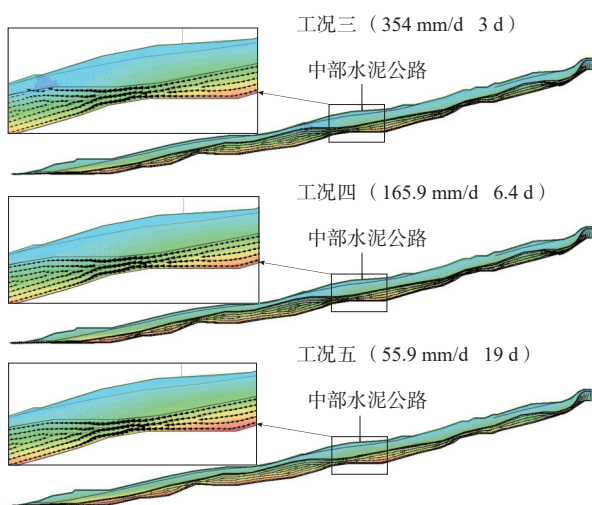 工况三（354 mm/d   3 d）
中部水泥公路
工况四（165.9 mm/d   6.4 d）
中部水泥公路
工况五（55.9 mm/d   19 d）
中部水泥公路